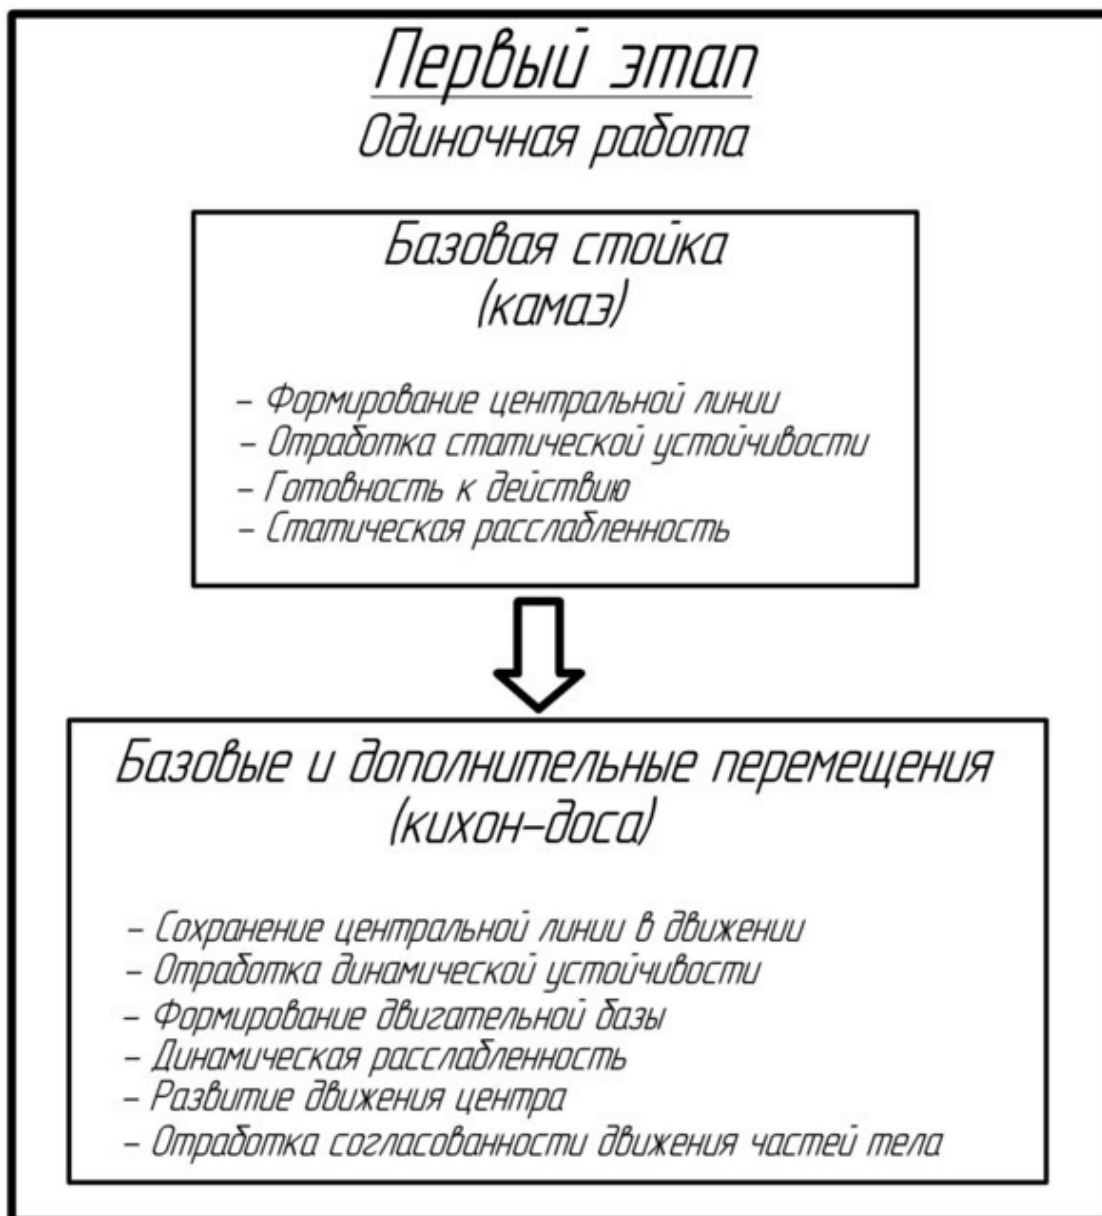 Первый этап
Одиночная работа
Базовая стойка
(камаэ)
- Формирование центральной линии
- Отработка статической устойчивости
- Готовность к действию
- Статическая расслабленность
Базовые и дополнительные перемещения
(кихон-доса)
- Сохранение центральной линии в движении
- Отработка динамической устойчивости
- Формирование двигательной базы
- Динамическая расслабленность
- Развитие движения центра
- Отработка согласованности движения частей тела